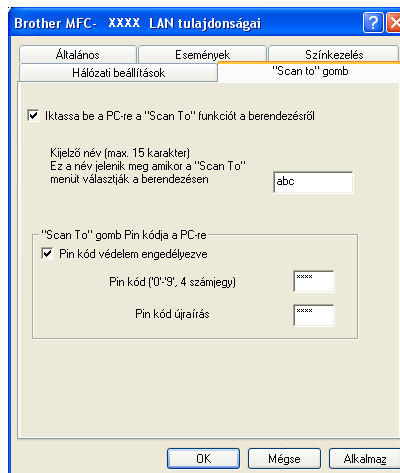 Brother MFC- XXXX LAN tulajdonságai
Általános Események Színkezelés
Hálózati beállítások "Scan to" gomb
Iktassa be a PC-re a "Scan To" funkciót a berendezésről
Kijelző név (max. 15 karakter)
Ez a név jelenik meg amikor a "Scan To"
menüt választják a berendezésen
abc
"Scan To" gomb Pin kódja a PC-re
Pin kód védelem engedélyezve
Pin kód ('0'-'9', 4 számjegy) ××××
Pin kód újraírás ××××
OK Mégse Alkalmaz